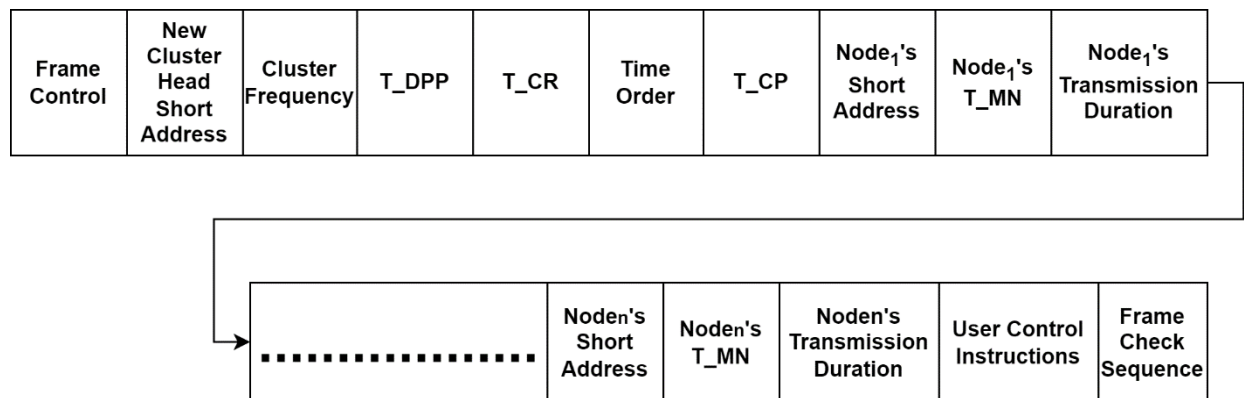 Frame
Control
New
Cluster
Head
Short
Address
Cluster
Frequency
T_DPP
T_CR
Time
Order
T_CP
Node₁'s
Short
Address
Node₁'s
T_MN
Node₁'s
Transmission
Duration
Noden's
Short
Address
Noden's
T_MN
Noden's
Transmission
Duration
User Control
Instructions
Frame
Check
Sequence